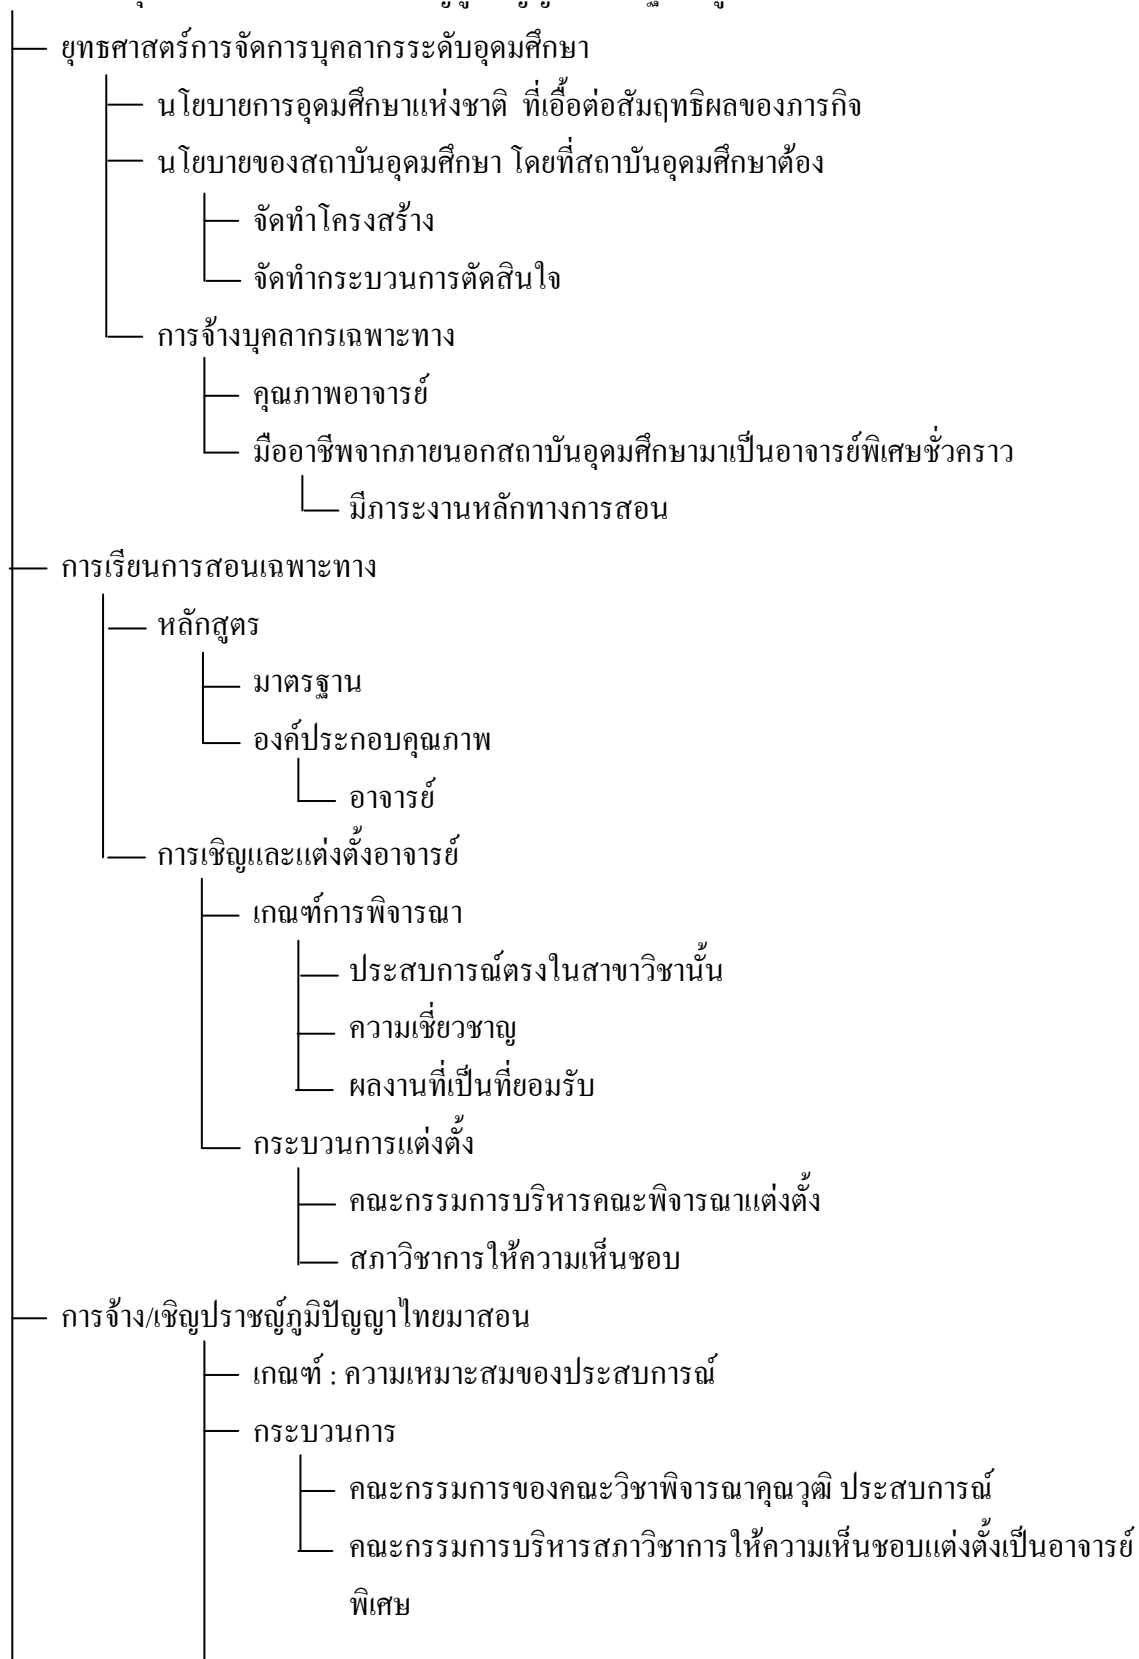 ยุทธศาสตร์การจัดการบุคลากรระดับอุดมศึกษา
นโยบายการอุดมศึกษาแห่งชาติ ที่เอื้อต่อสัมฤทธิผลของภารกิจ
นโยบายของสถาบันอุดมศึกษา โดยที่สถาบันอุดมศึกษาต้อง
จัดทำโครงสร้าง
จัดทำกระบวนการตัดสินใจ
การจ้างบุคลากรเฉพาะทาง
คุณภาพอาจารย์
มืออาชีพจากภายนอกสถาบันอุดมศึกษามาเป็นอาจารย์พิเศษชั่วคราว
มีภาระงานหลักทางการสอน
การเรียนการสอนเฉพาะทาง
หลักสูตร
มาตรฐาน
องค์ประกอบคุณภาพ
อาจารย์
การเชิญและแต่งตั้งอาจารย์
เกณฑ์การพิจารณา
ประสบการณ์ตรงในสาขาวิชานั้น
ความเชี่ยวชาญ
ผลงานที่เป็นที่ยอมรับ
กระบวนการแต่งตั้ง
คณะกรรมการบริหารคณะพิจารณาแต่งตั้ง
สภาวิชาการให้ความเห็นชอบ
การจ้าง/เชิญปราชญ์ภูมิปัญญาไทยมาสอน
เกณฑ์ : ความเหมาะสมของประสบการณ์
กระบวนการ
คณะกรรมการของคณะวิชาพิจารณาคุณวุฒิ ประสบการณ์
คณะกรรมการบริหารสภาวิชาการให้ความเห็นชอบแต่งตั้งเป็นอาจารย์
พิเศษ